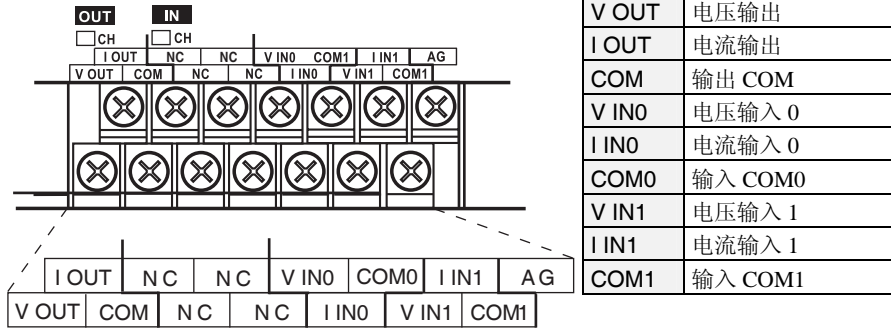 OUT IN
CH CH
I OUT NC NC V IN0 COM1 I IN1 AG
V OUT COM NC NC I IN0 V IN1 COM1
I OUT N C N C V IN0 COM0 I IN1 A G
V OUT COM N C N C I IN0 V IN1 COM1
V OUT 电压输出
I OUT 电流输出
COM 输出 COM
V IN0 电压输入 0
I IN0 电流输入 0
COM0 输入 COM0
V IN1 电压输入 1
I IN1 电流输入 1
COM1 输入 COM1